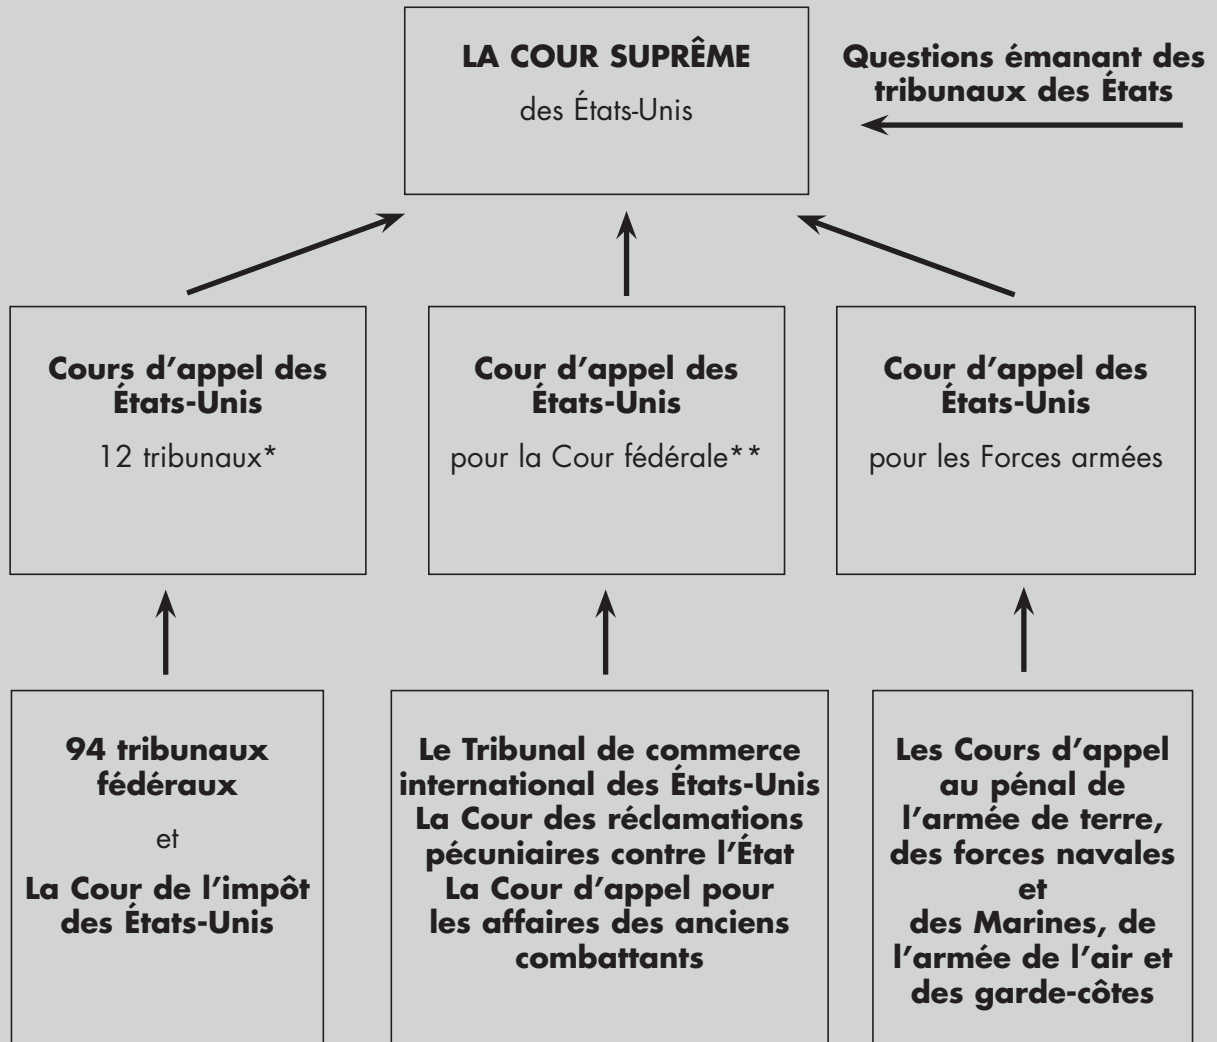 LA COUR SUPRÊME
des États-Unis
Questions émanant des
tribunaux des États
Cours d’appel des
États-Unis
12 tribunaux*
Cour d’appel des
États-Unis
pour la Cour fédérale**
Cour d’appel des
États-Unis
pour les Forces armées
94 tribunaux
fédéraux
et
La Cour de l’impôt
des États-Unis
Le Tribunal de commerce
international des États-Unis
La Cour des réclamations
pécuniaires contre l’État
La Cour d’appel pour
les affaires des anciens
combattants
Les Cours d’appel
au pénal de
l’armée de terre,
des forces navales
et
des Marines, de
l’armée de l’air et
des garde-côtes